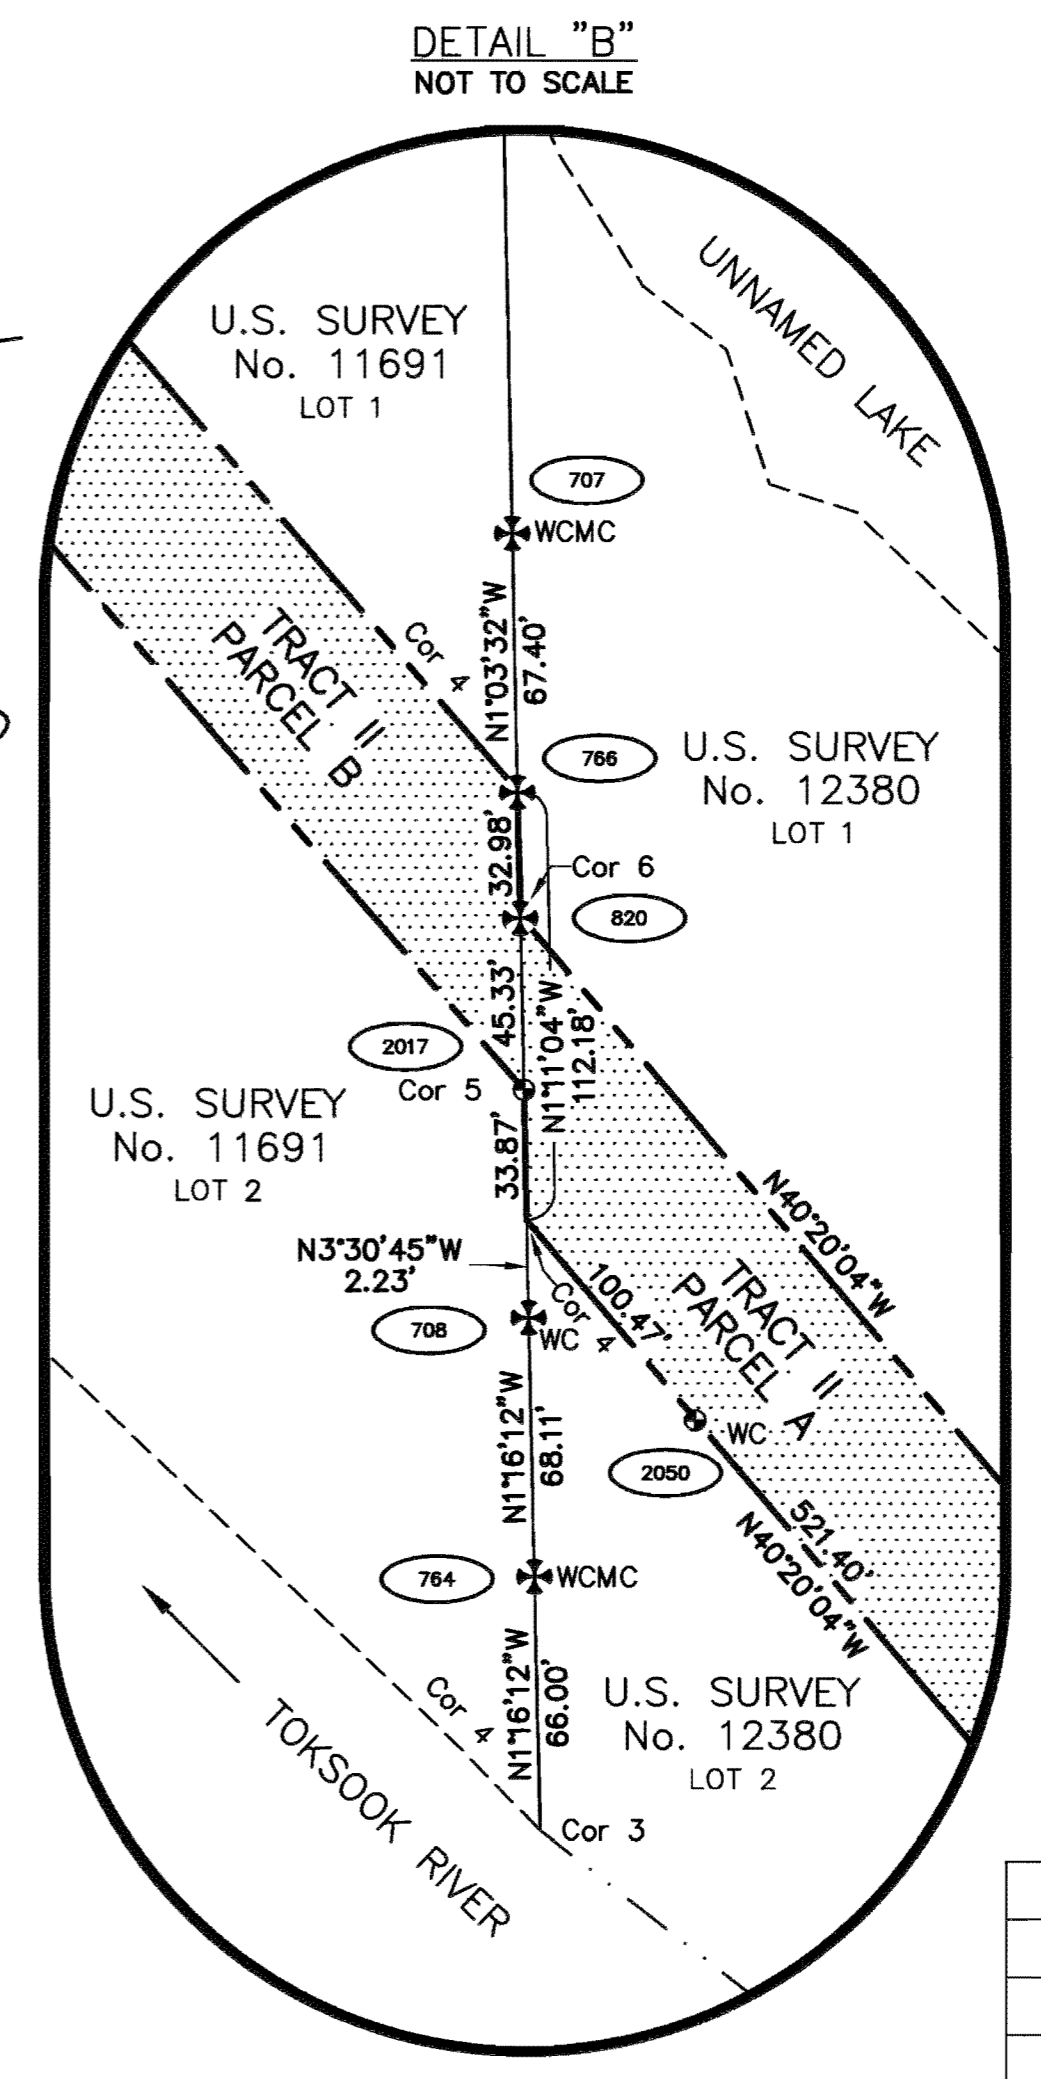 DETAIL "B"
NOT TO SCALE
UNNAMED LAKE
U.S. SURVEY
No. 11691
LOT 1
707
WCMC
N1°03'32"W
67.40'
Cor 4
TRACT II
PARCEL B
766
U.S. SURVEY
No. 12380
LOT 1
32.98'
Cor 6
820
45.33'
N1°11'04"W
112.18'
2017
Cor 5
U.S. SURVEY
No. 11691
LOT 2
33.87'
N40°20'04"W
N3°30'45"W
2.23'
Cor 4
100.47'
TRACT II
PARCEL A
708
WC
WC
2050
N1°16'12"W
68.11'
521.40'
N40°20'04"W
764
WCMC
N1°16'12"W
66.00'
U.S. SURVEY
No. 12380
LOT 2
Cor 4
TOKSOOK RIVER
Cor 3